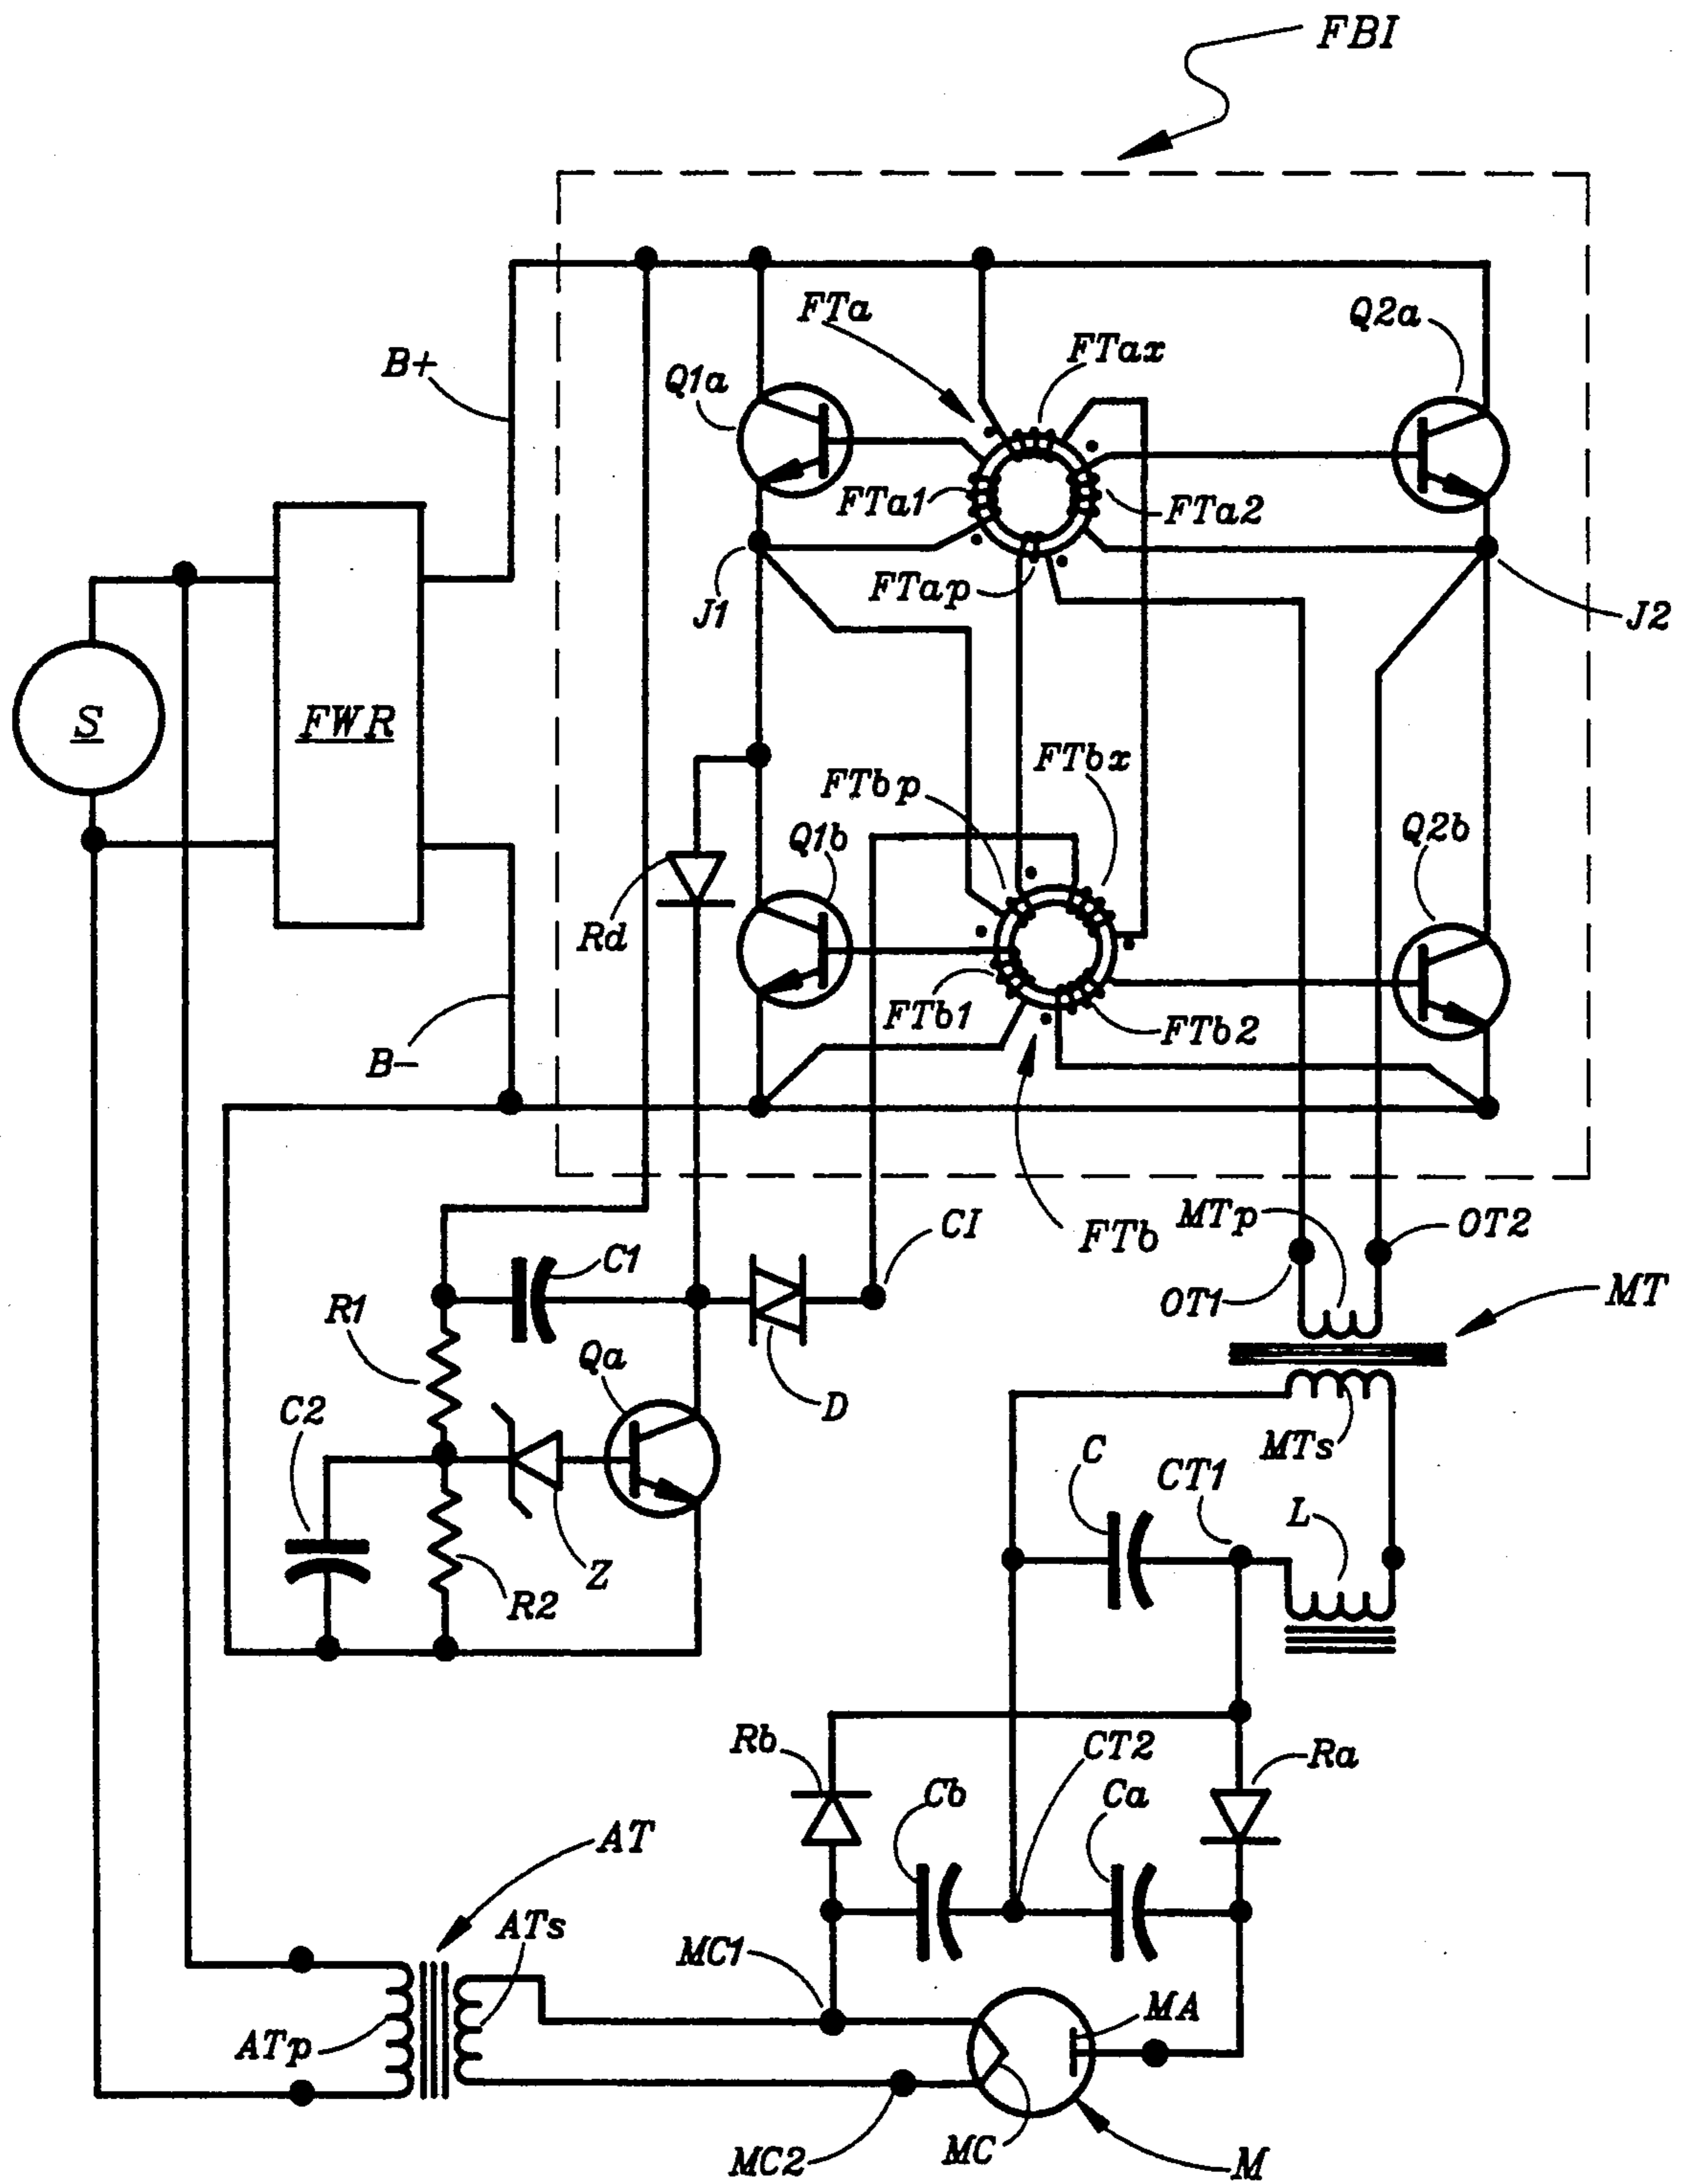 FBI
FTa
Q2a
FTax
B+
Q1a
FTa1
FTa2
FTap
J1
J2
S
FWR
FTbx
FTbp
Q1b
Q2b
Rd
FTb1
FTb2
B-
MTp
OT2
CI
FTb
C1
MT
OT1
R1
Qa
D
C2
MTs
C
CT1
L
Z
R2
Rb
CT2
Ra
Cb
Ca
AT
ATs
MC1
MA
ATp
MC
MC2
M